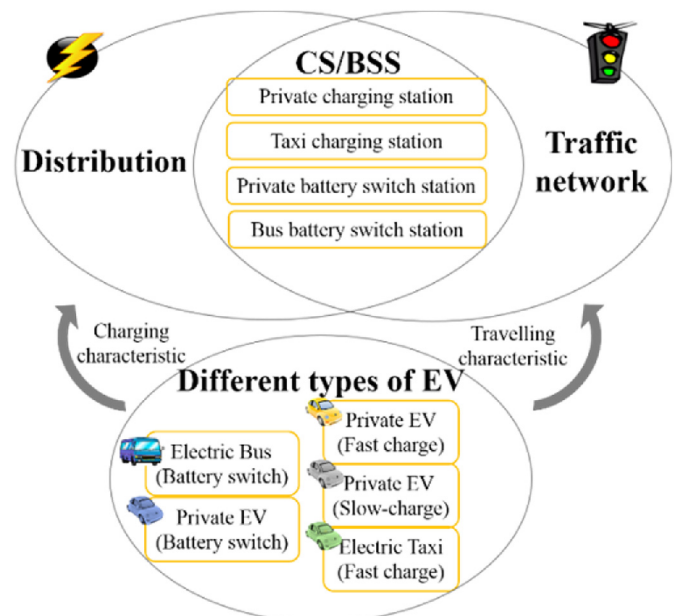 CS/BSS
Private charging station
Taxi charging station
Private battery switch station
Bus battery switch station
Distribution
Traffic
network
Charging
characteristic
Travelling
characteristic
Different types of EV
Electric Bus
(Battery switch)
Private EV
(Battery switch)
Private EV
(Fast charge)
Private EV
(Slow-charge)
Electric Taxi
(Fast charge)